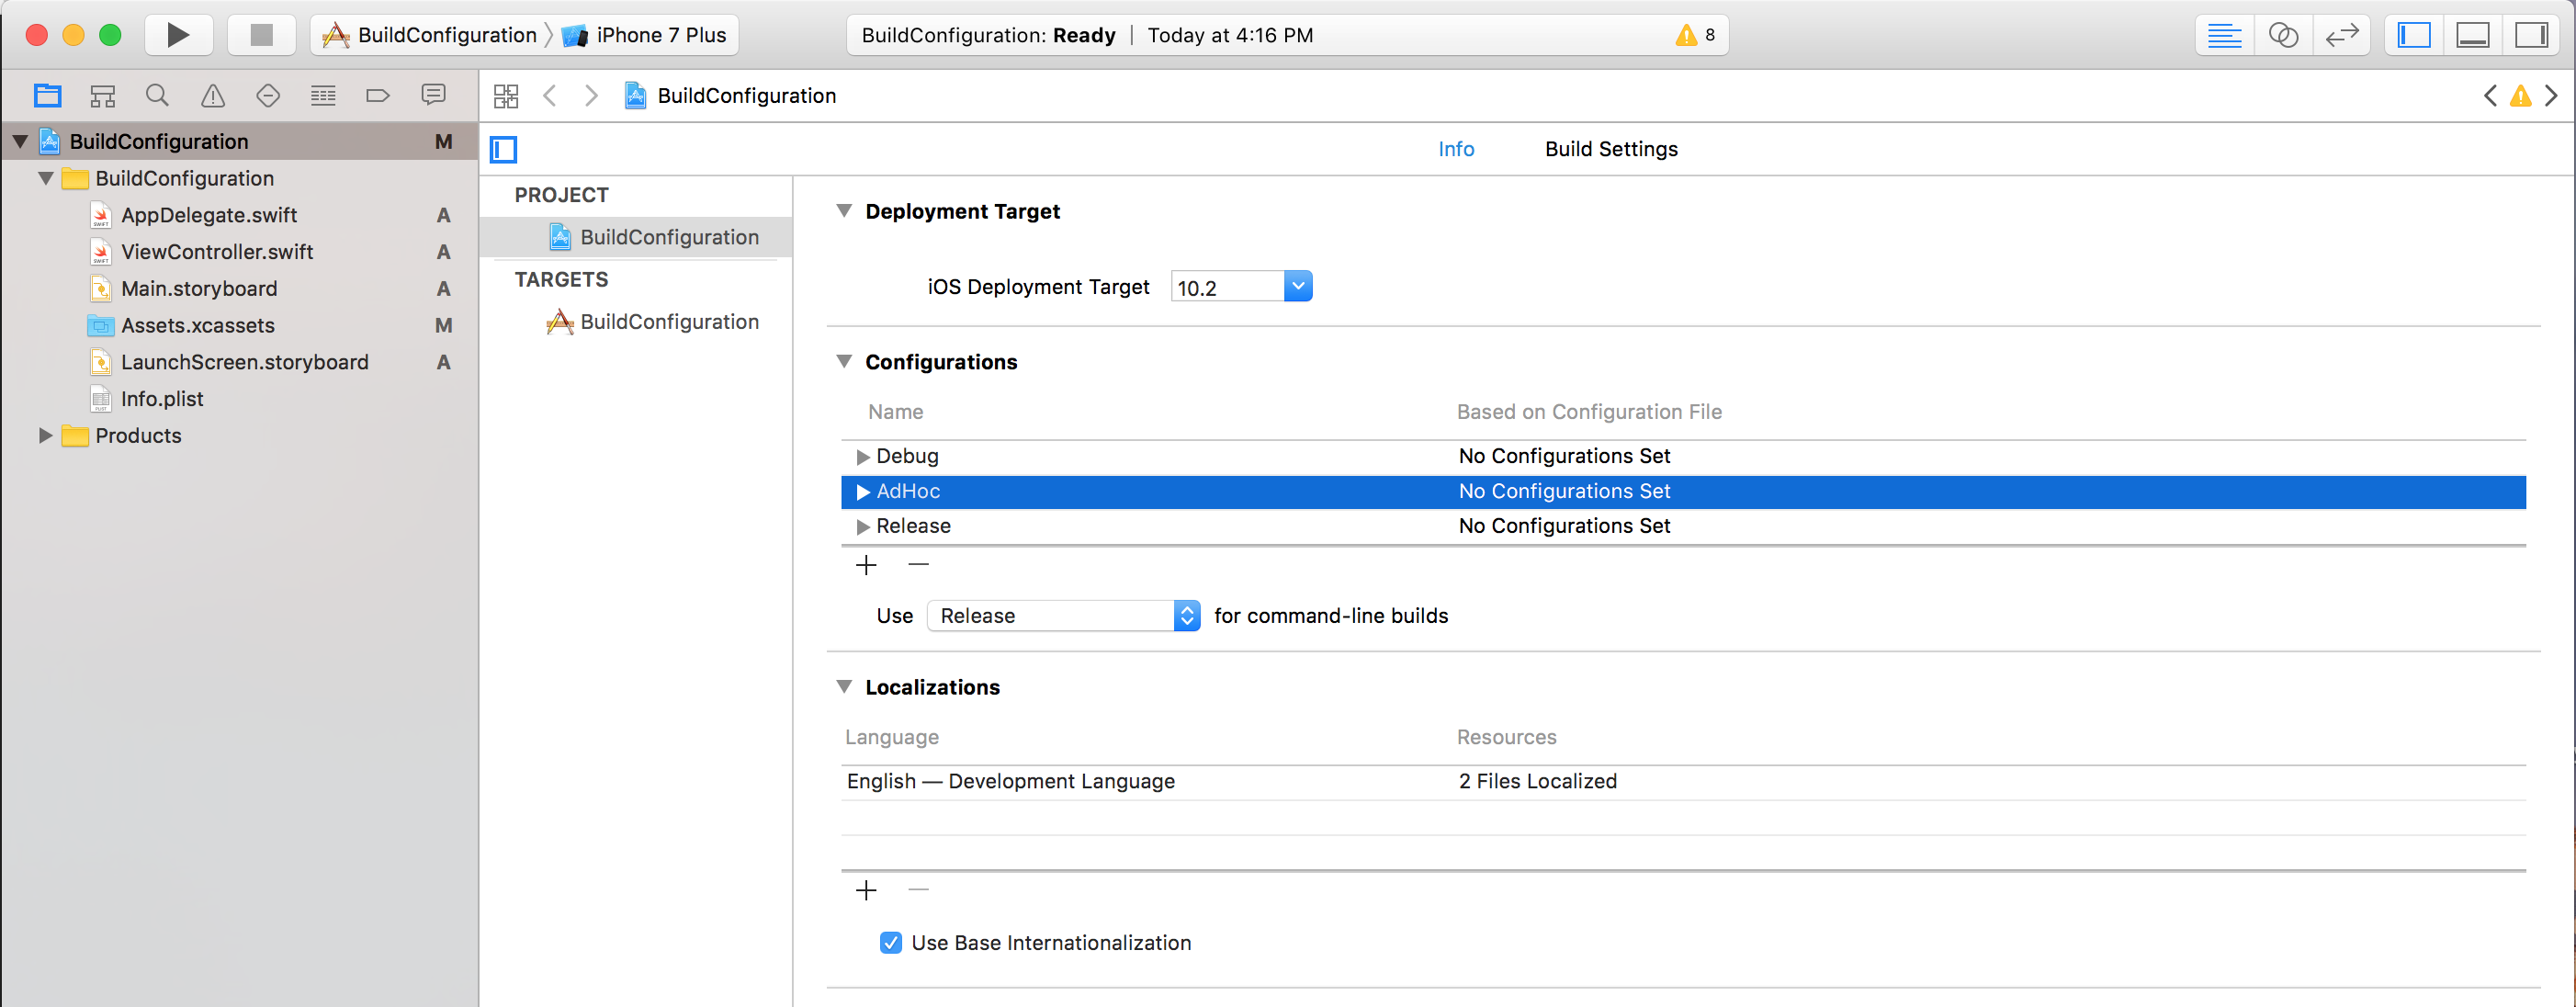 BuildConfiguration iPhone 7 Plus
BuildConfiguration: Ready Today at 4:16 PM 8
BuildConfiguration
BuildConfiguration M
BuildConfiguration
AppDelegate.swift A
ViewController.swift A
Main.storyboard A
Assets.xcassets M
LaunchScreen.storyboard A
Info.plist
Products
Info Build Settings
PROJECT
BuildConfiguration
TARGETS
BuildConfiguration
Deployment Target
iOS Deployment Target 10.2
Configurations
Name Based on Configuration File
Debug No Configurations Set
AdHoc No Configurations Set
Release No Configurations Set
Use Release for command-line builds
Localizations
Language Resources
English — Development Language 2 Files Localized
Use Base Internationalization